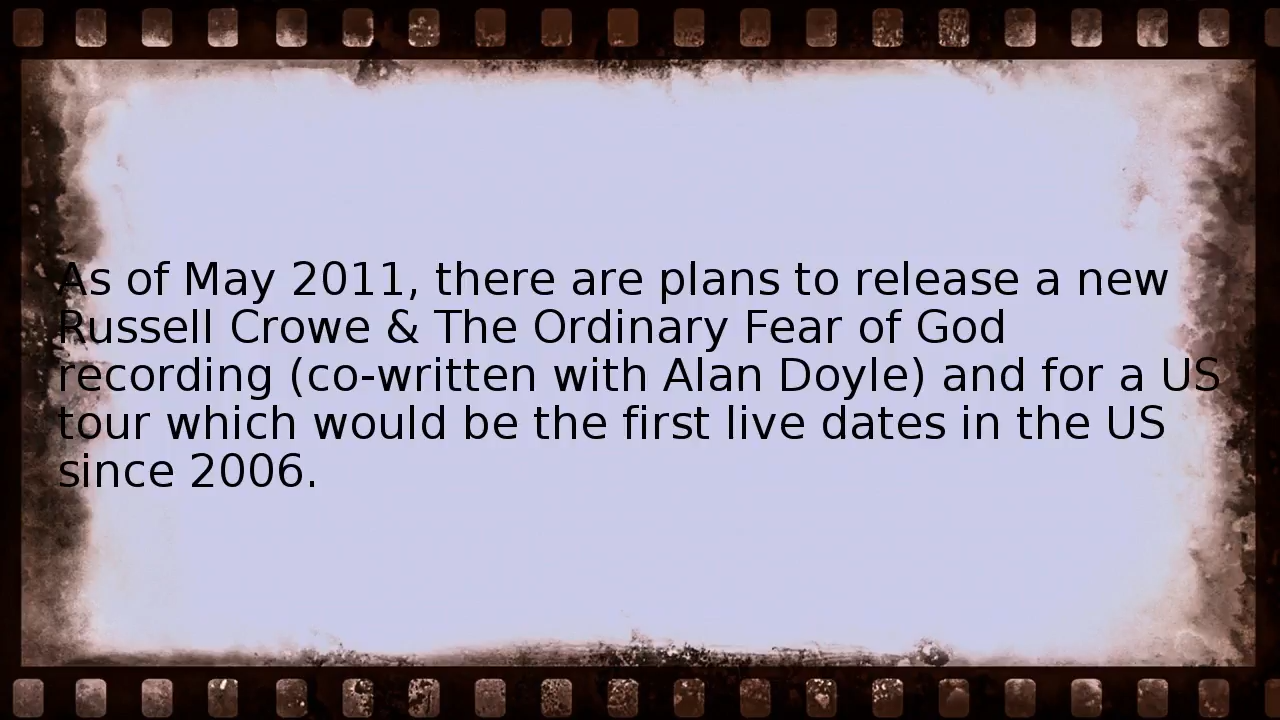 As of May 2011, there are plans to release a new
Russell Crowe & The Ordinary Fear of God
recording (co-written with Alan Doyle) and for a US
tour which would be the first live dates in the US
since 2006.